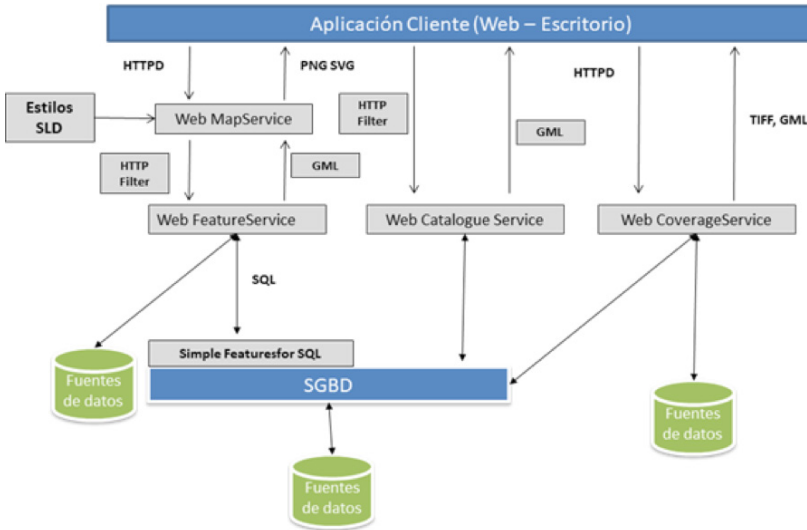 Aplicación Cliente (Web – Escritorio)
HTTPD
PNG SVG
HTTP
Filter
GML
HTTPD
TIFF, GML
Estilos
SLD
Web MapService
HTTP
Filter
GML
Web FeatureService
Web Catalogue Service
Web CoverageService
SQL
Simple Featuresfor SQL
SGBD
Fuentes
de datos
Fuentes
de datos
Fuentes
de datos